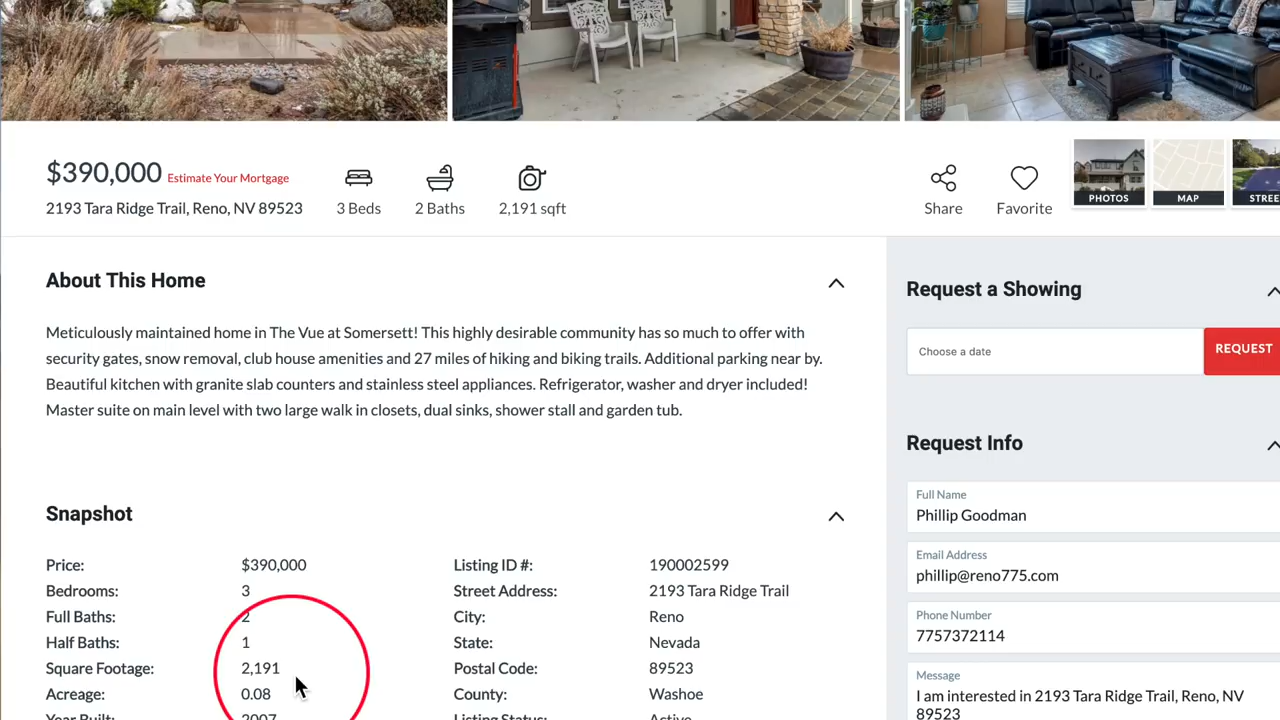 $390,000 Estimate Your Mortgage
2193 Tara Ridge Trail, Reno, NV 89523
3 Beds
2 Baths
2,191 sqft
Share
Favorite
PHOTOS
MAP
STREE
About This Home
Meticulously maintained home in The Vue at Somersett! This highly desirable community has so much to offer with
security gates, snow removal, club house amenities and 27 miles of hiking and biking trails. Additional parking near by.
Beautiful kitchen with granite slab counters and stainless steel appliances. Refrigerator, washer and dryer included!
Master suite on main level with two large walk in closets, dual sinks, shower stall and garden tub.
Snapshot
Price: $390,000
Bedrooms: 3
Full Baths: 2
Half Baths: 1
Square Footage: 2,191
Acreage: 0.08
Year Built: 2007
Listing ID #: 190002599
Street Address: 2193 Tara Ridge Trail
City: Reno
State: Nevada
Postal Code: 89523
County: Washoe
Listing Status: Active
Request a Showing
Choose a date
REQUEST
Request Info
Full Name
Phillip Goodman
Email Address
phillip@reno775.com
Phone Number
7757372114
Message
I am interested in 2193 Tara Ridge Trail, Reno, NV
89523